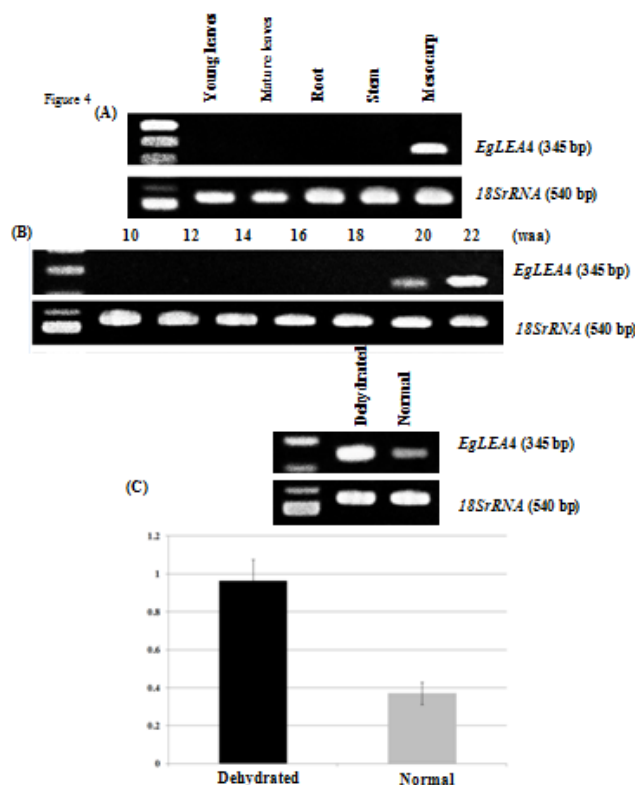 Young leaves
Mature leaves
Root
Stem
Mesocarp
Figure 4
(A)
EgLEA4 (345 bp)
18SrRNA (540 bp)
(B)
10 12 14 16 18 20 22 (waa)
EgLEA4 (345 bp)
18SrRNA (540 bp)
Dehydrated
Normal
EgLEA4 (345 bp)
(C)
18SrRNA (540 bp)
1.2
1
0.8
0.6
0.4
0.2
0
Dehydrated Normal